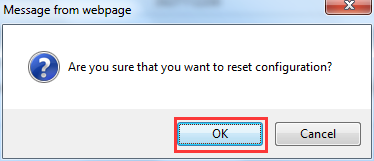 Message from webpage
Are you sure that you want to reset configuration?
OK
Cancel